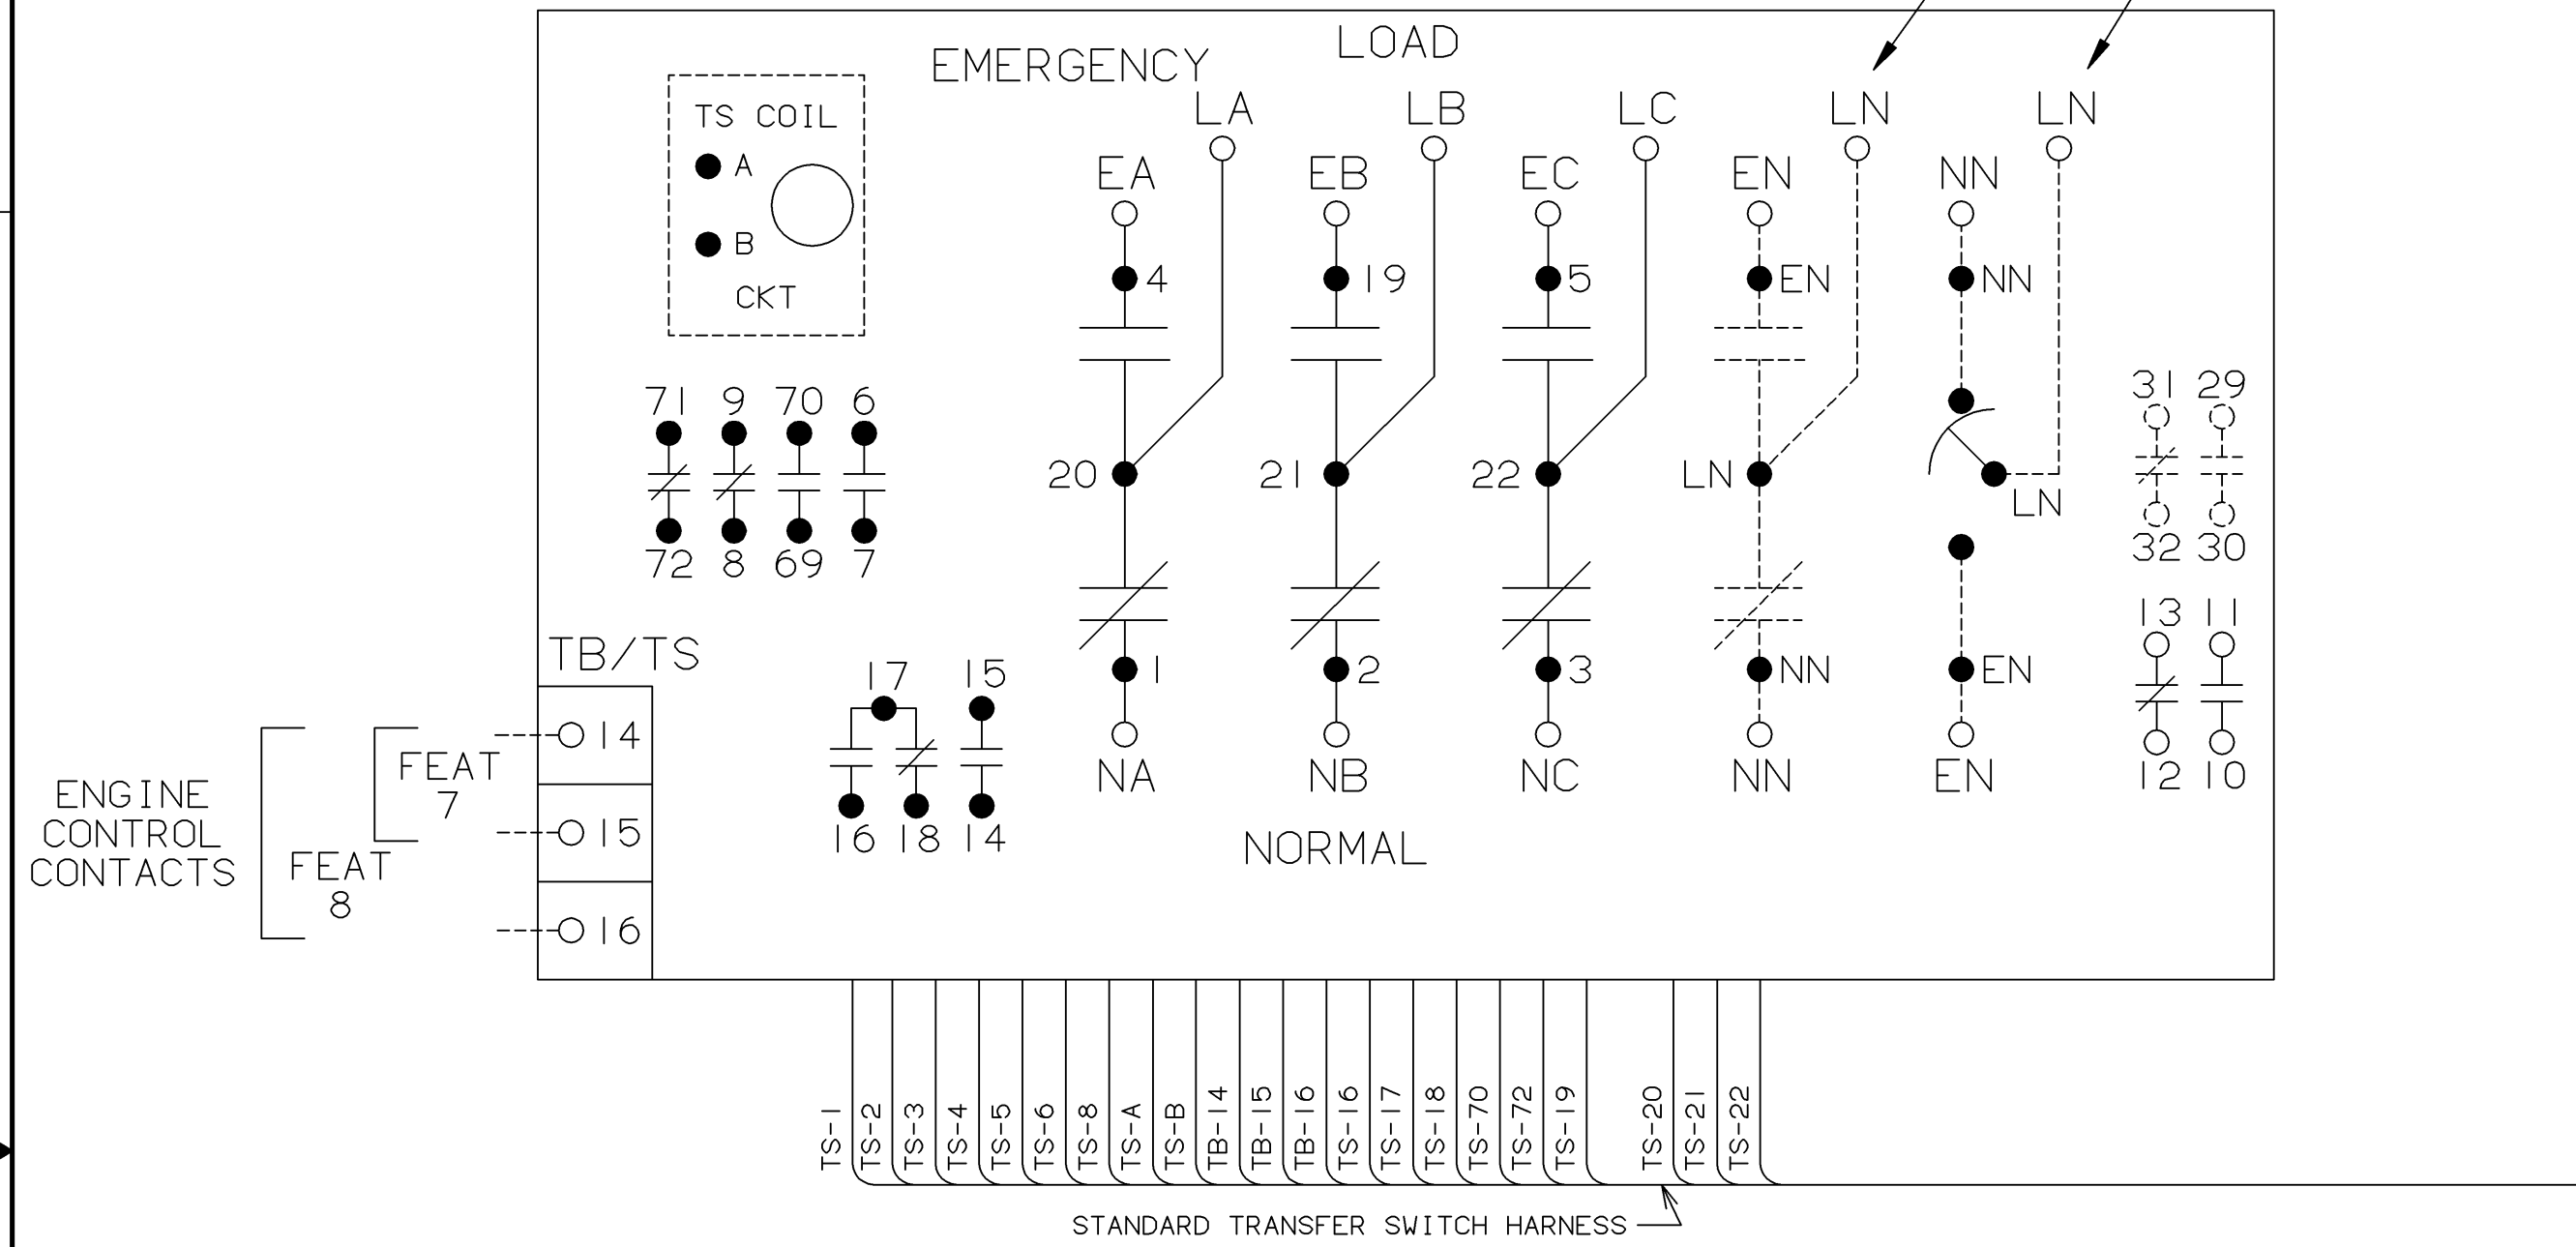 LOAD
EMERGENCY
LA LB LC LN LN
TS COIL
A
B
CKT
EA EB EC EN NN
4 19 5 EN NN
71 9 70 6
72 8 69 7
31 29
32 30
20 21 22 LN LN
13 11
12 10
1 2 3 NN EN
NA NB NC NN EN
NORMAL
TB/TS
17 15
16 18 14
14
15
16
FEAT
7
FEAT
8
ENGINE
CONTROL
CONTACTS
TS-1
TS-2
TS-3
TS-4
TS-5
TS-6
TS-8
TS-A
TS-B
TB-14
TB-15
TB-16
TS-16
TS-17
TS-18
TS-70
TS-72
TS-19
TS-20
TS-21
TS-22
STANDARD TRANSFER SWITCH HARNESS